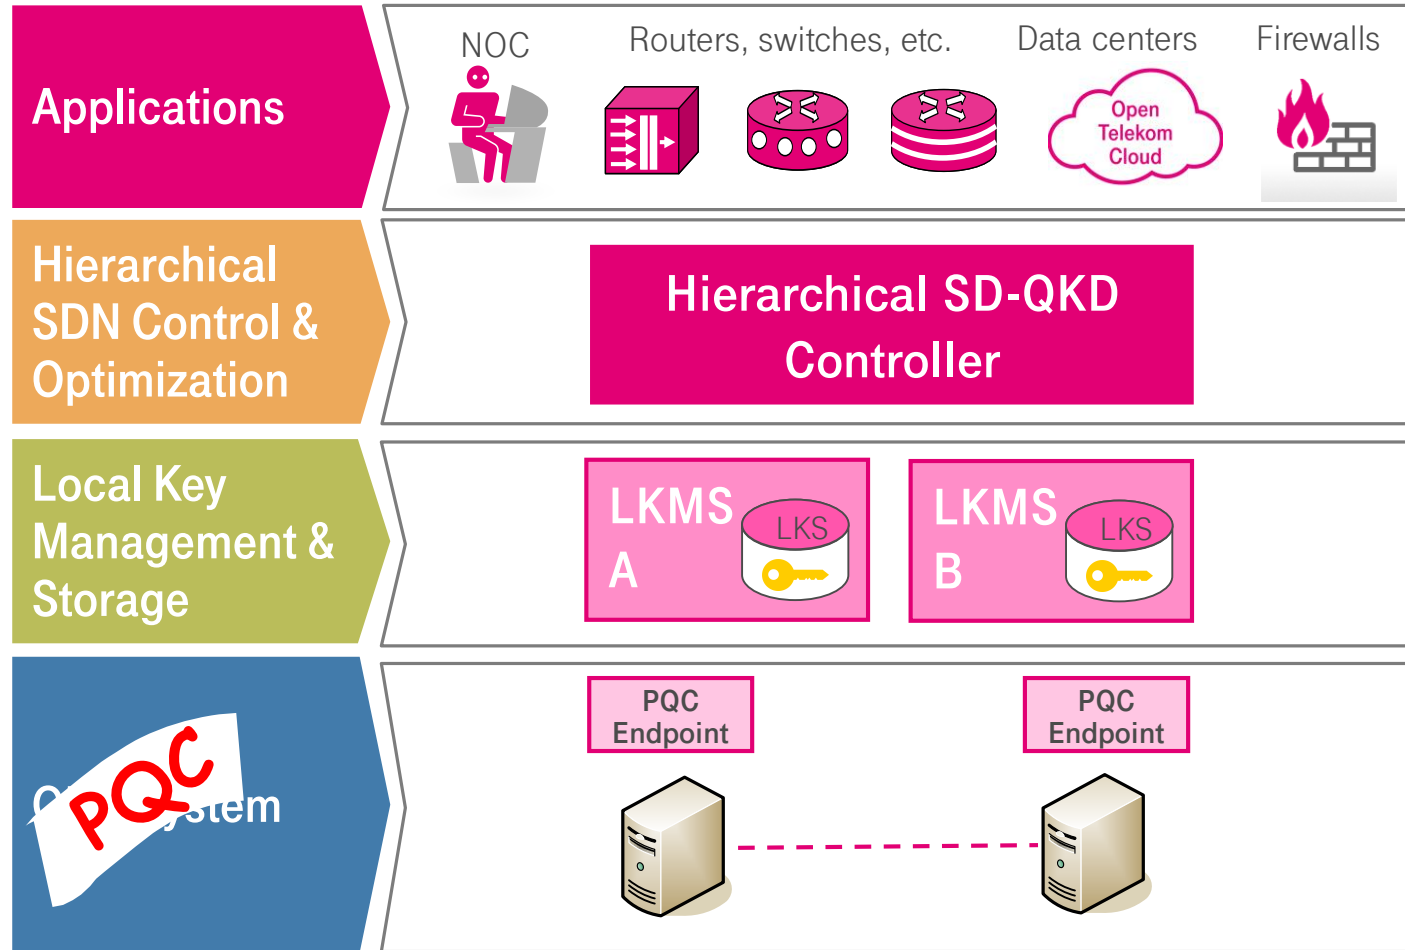 Applications
NOC
Routers, switches, etc.
Data centers
Firewalls
Open
Telekom
Cloud
Hierarchical
SDN Control &
Optimization
Hierarchical SD-QKD
Controller
Local Key
Management &
Storage
LKMS
A
LKS
LKMS
B
LKS
PQC
PQC
Endpoint
PQC
Endpoint